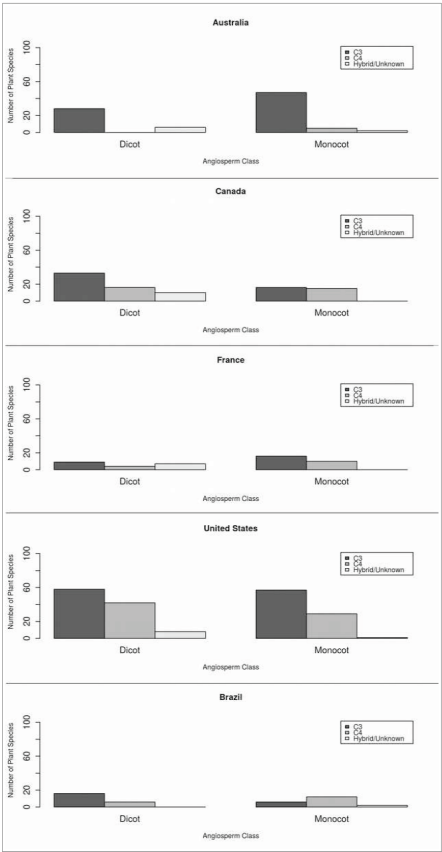 Australia
Number of Plant Species
100
60
20
0
C3
C4
Hybrid/Unknown
Dicot
Monocot
Angiosperm Class
Canada
Number of Plant Species
100
60
20
0
C3
C4
Hybrid/Unknown
Dicot
Monocot
Angiosperm Class
France
Number of Plant Species
100
60
20
0
C3
C4
Hybrid/Unknown
Dicot
Monocot
Angiosperm Class
United States
Number of Plant Species
100
60
20
0
C3
C4
Hybrid/Unknown
Dicot
Monocot
Angiosperm Class
Brazil
Number of Plant Species
100
60
20
0
C3
C4
Hybrid/Unknown
Dicot
Monocot
Angiosperm Class